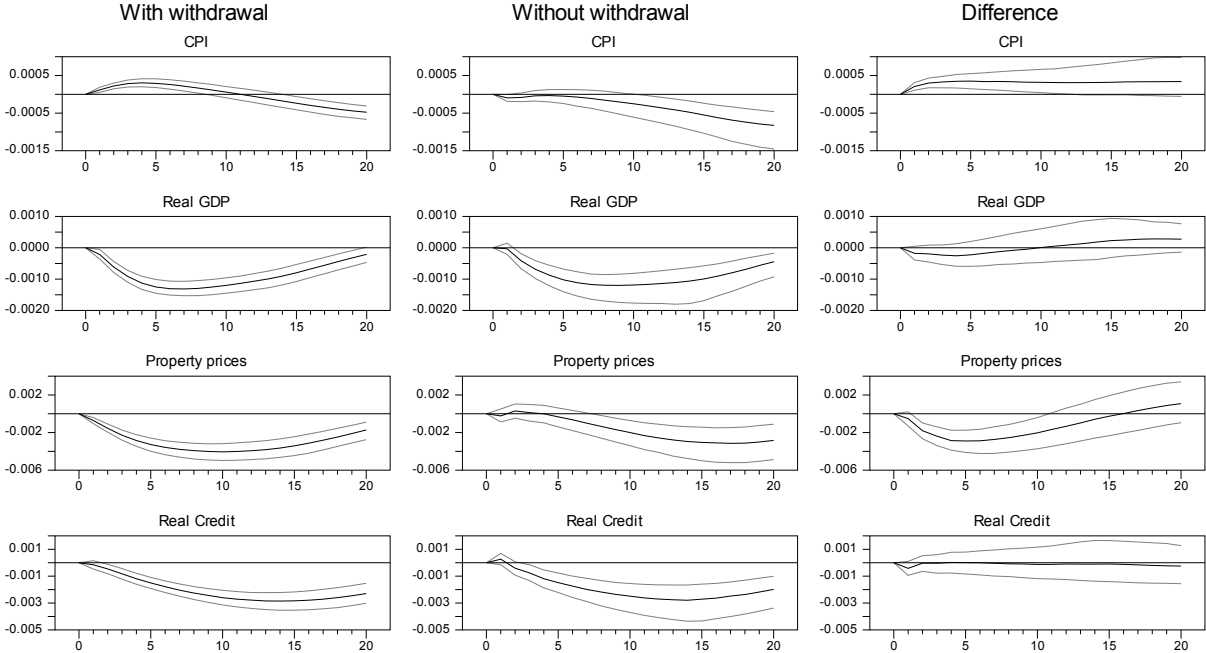 With withdrawal Without withdrawal Difference
CPI CPI CPI
0.0005 0.0005 0.0005
-0.0005 -0.0005 -0.0005
-0.0015 -0.0015 -0.0015
0 5 10 15 20 0 5 10 15 20 0 5 10 15 20
Real GDP Real GDP Real GDP
0.0010 0.0010 0.0010
0.0000 0.0000 0.0000
-0.0010 -0.0010 -0.0010
-0.0020 -0.0020 -0.0020
0 5 10 15 20 0 5 10 15 20 0 5 10 15 20
Property prices Property prices Property prices
0.002 0.002 0.002
-0.002 -0.002 -0.002
-0.006 -0.006 -0.006
0 5 10 15 20 0 5 10 15 20 0 5 10 15 20
Real Credit Real Credit Real Credit
0.001 0.001 0.001
-0.001 -0.001 -0.001
-0.003 -0.003 -0.003
-0.005 -0.005 -0.005
0 5 10 15 20 0 5 10 15 20 0 5 10 15 20